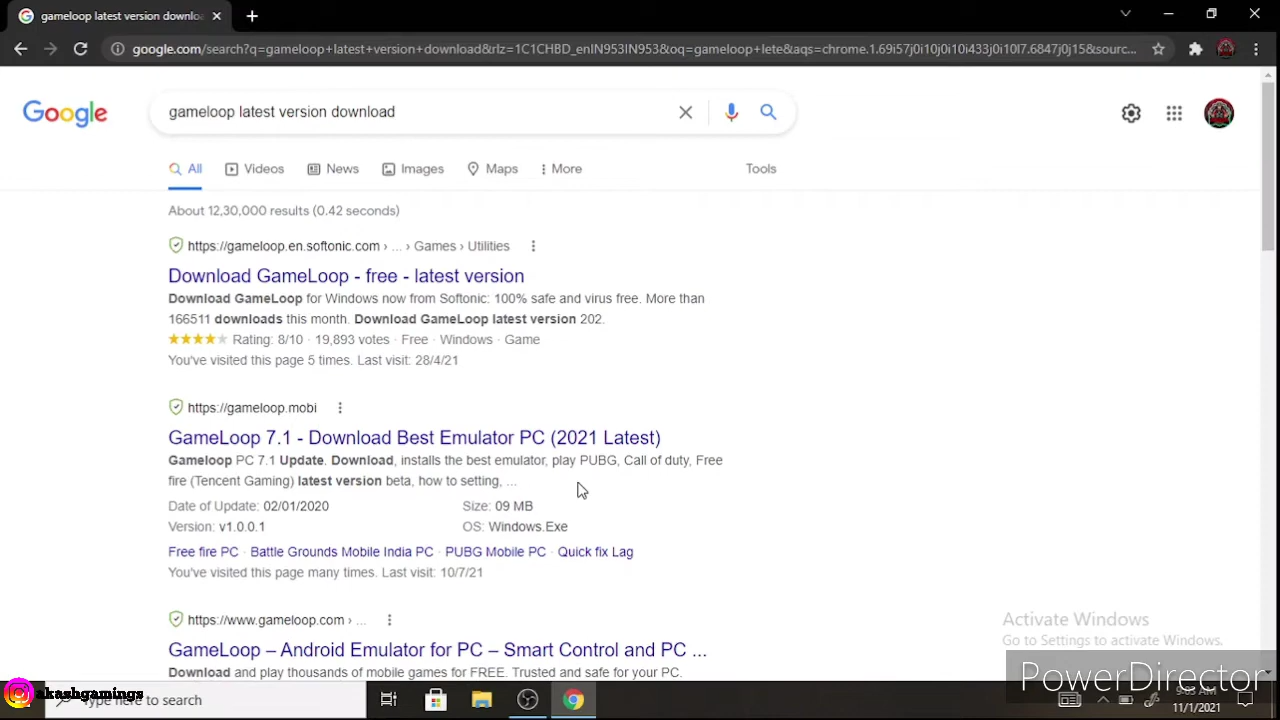 gameloop latest version downloa
google.com/search?q=gameloop+latest+version+download&rlz=1C1CHBD_enIN953IN953&oq=gameloop+lete&aqs=chrome.1.69i57j0i10j0i10i433j0i10l7.6847j0j15&sourc...
Google
gameloop latest version download
All
Videos
News
Images
Maps
More
Tools
About 12,30,000 results (0.42 seconds)
https://gameloop.en.softonic.com › ... › Games › Utilities
Download GameLoop - free - latest version
Download GameLoop for Windows now from Softonic: 100% safe and virus free. More than
166511 downloads this month. Download GameLoop latest version 202.
Rating: 8/10 · 19,893 votes · Free · Windows · Game
You've visited this page 5 times. Last visit: 28/4/21
https://gameloop.mobi
GameLoop 7.1 - Download Best Emulator PC (2021 Latest)
Gameloop PC 7.1 Update. Download, installs the best emulator, play PUBG, Call of duty, Free
fire (Tencent Gaming) latest version beta, how to setting, ...
Date of Update: 02/01/2020
Size: 09 MB
Version: v1.0.0.1
OS: Windows.Exe
Free fire PC · Battle Grounds Mobile India PC · PUBG Mobile PC · Quick fix Lag
You've visited this page many times. Last visit: 10/7/21
https://www.gameloop.com › ...
GameLoop – Android Emulator for PC – Smart Control and PC ...
Download and play thousands of mobile games for FREE. Trusted and safe for your PC.
Activate Windows
Go to Settings to activate Windows.
PowerDirector
akashgamings
Type here to search
9:03 AM
11/1/2021